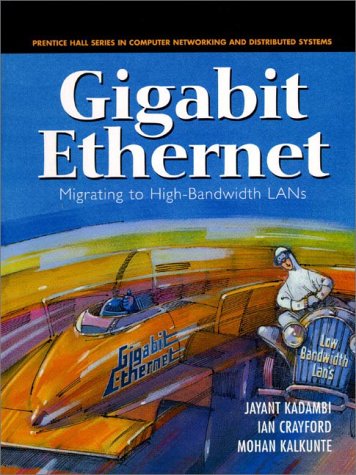 PRENTICE HALL SERIES IN COMPUTER NETWORKING AND DISTRIBUTED SYSTEMS
Gigabit
Ethernet
Migrating to High-Bandwidth LANs
Gigabit
Ethernet
Low
Bandwidth
Lans
JAYANT KADAMBI
IAN CRAYFORD
MOHAN KALKUNTE